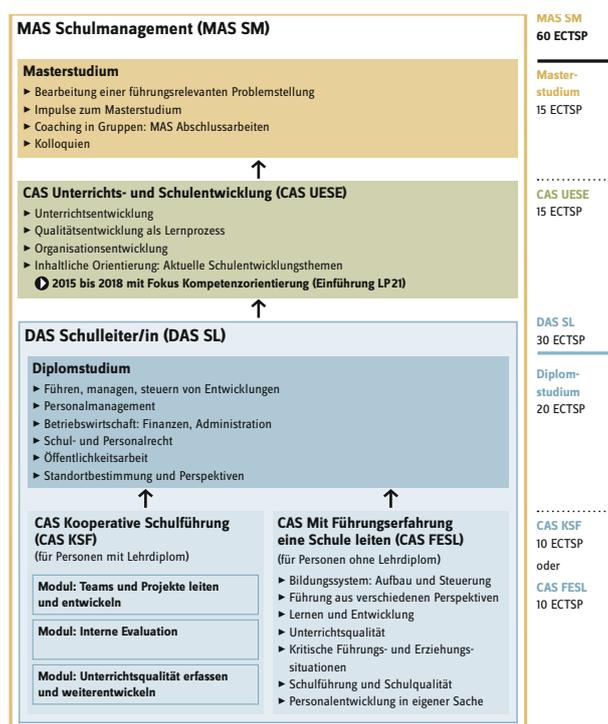 MAS Schulmanagement (MAS SM)
Masterstudium
► Bearbeitung einer führungsrelevanten Problemstellung
► Impulse zum Masterstudium
► Coaching in Gruppen: MAS Abschlussarbeiten
► Kolloquien
CAS Unterrichts- und Schulentwicklung (CAS UESE)
► Unterrichtsentwicklung
► Qualitätsentwicklung als Lernprozess
► Organisationsentwicklung
► Inhaltliche Orientierung: Aktuelle Schulentwicklungsthemen
2015 bis 2018 mit Fokus Kompetenzorientierung (Einführung LP21)
DAS Schulleiter/in (DAS SL)
Diplomstudium
► Führen, managen, steuern von Entwicklungen
► Personalmanagement
► Betriebswirtschaft: Finanzen, Administration
► Schul- und Personalrecht
► Öffentlichkeitsarbeit
► Standortbestimmung und Perspektiven
CAS Kooperative Schulführung
(CAS KSF)
(für Personen mit Lehrdiplom)
Modul: Teams und Projekte leiten
und entwickeln
Modul: Interne Evaluation
Modul: Unterrichtsqualität erfassen
und weiterentwickeln
CAS Mit Führungserfahrung
eine Schule leiten (CAS FESL)
(für Personen ohne Lehrdiplom)
► Bildungssystem: Aufbau und Steuerung
► Führung aus verschiedenen Perspektiven
► Lernen und Entwicklung
► Unterrichtsqualität
► Kritische Führungs- und Erziehungs-
situationen
► Schulführung und Schulqualität
► Personalentwicklung in eigener Sache
MAS SM
60 ECTSP
Master-
studium
15 ECTSP
CAS UESE
15 ECTSP
DAS SL
30 ECTSP
Diplom-
studium
20 ECTSP
CAS KSF
10 ECTSP
oder
CAS FESL
10 ECTSP